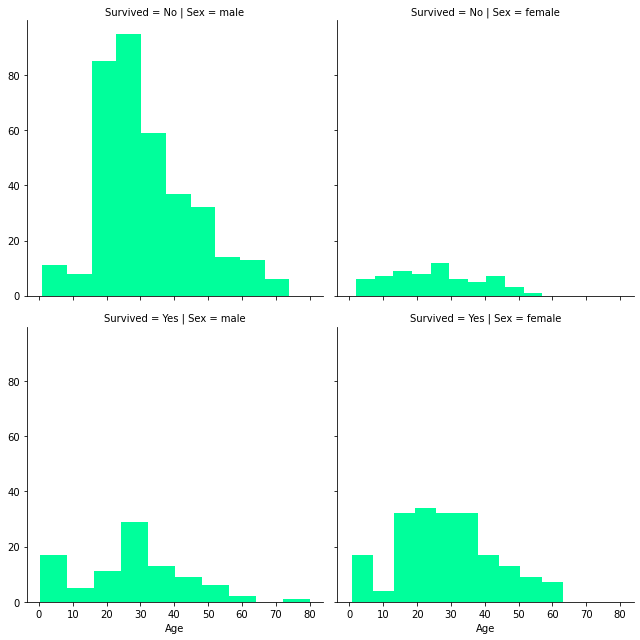 Survived = No | Sex = male
Survived = No | Sex = female
80
60
40
20
0
Survived = Yes | Sex = male
Survived = Yes | Sex = female
80
60
40
20
0
0 10 20 30 40 50 60 70 80
0 10 20 30 40 50 60 70 80
Age
Age